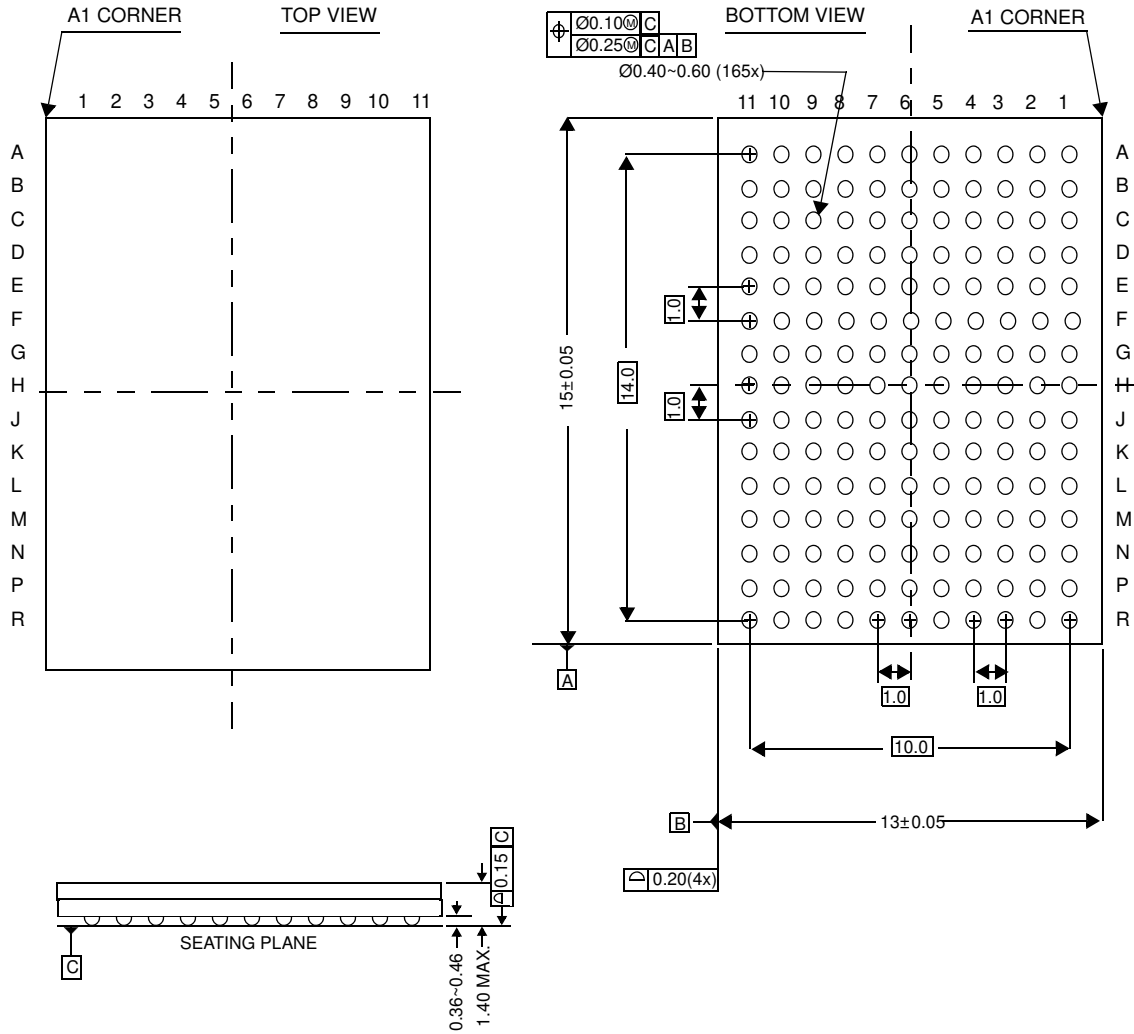 A1 CORNER
TOP VIEW
1 2 3 4 5 6 7 8 9 10 11
A
B
C
D
E
F
G
H
J
K
L
M
N
P
R
BOTTOM VIEW
A1 CORNER
Ø0.10Ⓜ C
Ø0.25Ⓜ C A B
Ø0.40~0.60 (165x)
11 10 9 8 7 6 5 4 3 2 1
A
B
C
D
E
F
G
H
J
K
L
M
N
P
R
15±0.05
14.0
1.0
1.0
A
1.0
1.0
10.0
B
13±0.05
0.20(4x)
0.15 C
SEATING PLANE
C
0.36~0.46
1.40 MAX.